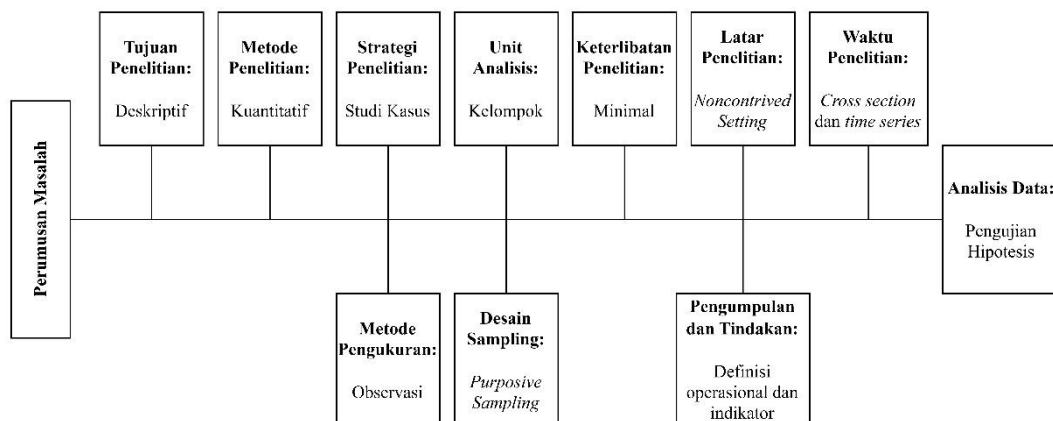 Tujuan
Penelitian:
Deskriptif
Metode
Penelitian:
Kuantitatif
Strategi
Penelitian:
Studi Kasus
Unit
Analisis:
Kelompok
Keterlibatan
Penelitian:
Minimal
Latar
Penelitian:
Noncontrived
Setting
Waktu
Penelitian:
Cross section
dan time series
Perumusan Masalah
Analisis Data:
Pengujian
Hipotesis
Metode
Pengukuran:
Observasi
Desain
Sampling:
Purposive
Sampling
Pengumpulan
dan Tindakan:
Definisi
operasional dan
indikator